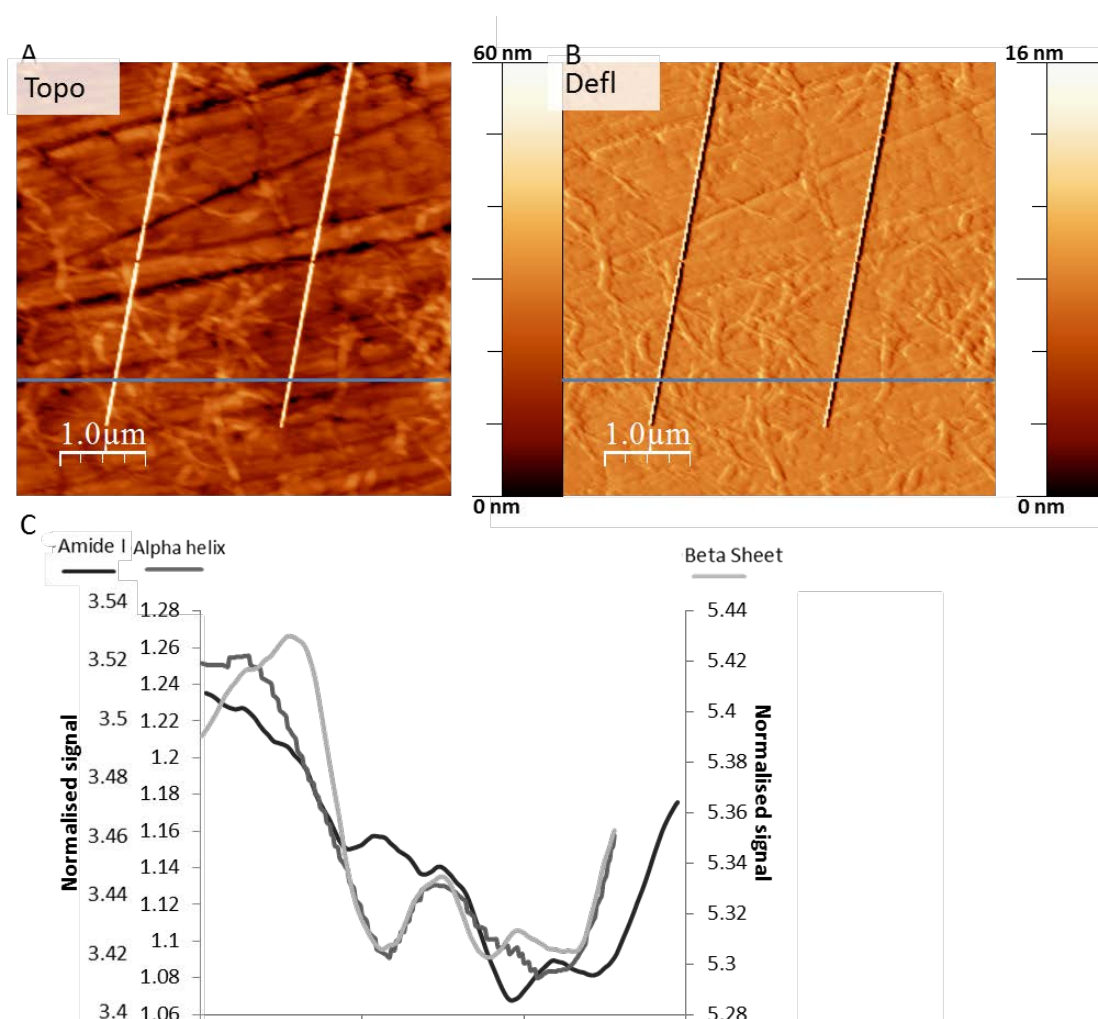 A
Topo
60 nm
0 nm
1.0µm
B
Defl
16 nm
0 nm
1.0µm
C
Amide I
Alpha helix
Beta Sheet
Normalised signal
3.54
3.52
3.5
3.48
3.46
3.44
3.42
3.4
1.28
1.26
1.24
1.22
1.2
1.18
1.16
1.14
1.12
1.1
1.08
1.06
5.44
5.42
5.4
5.38
5.36
5.34
5.32
5.3
5.28
Normalised signal